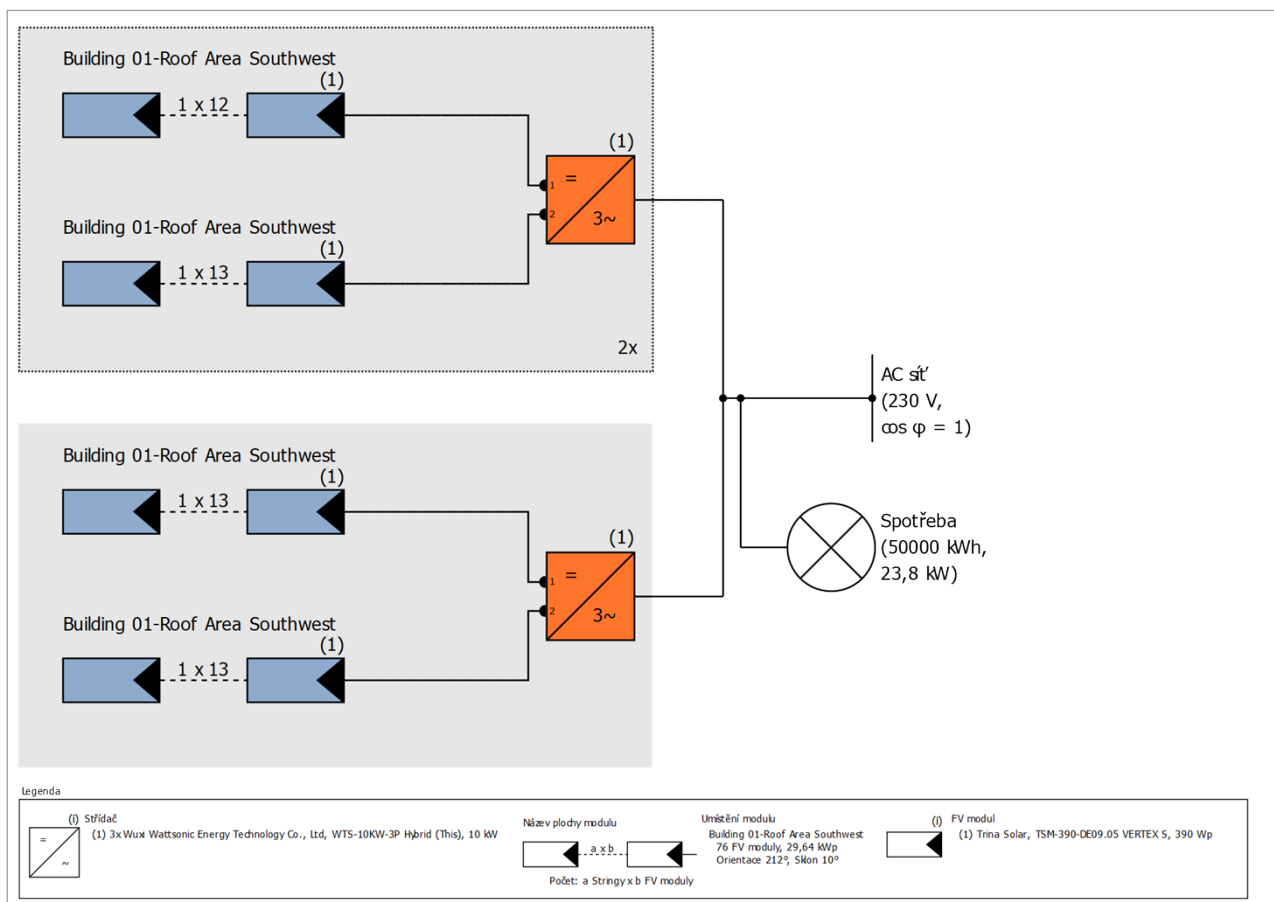 Building 01-Roof Area Southwest
(1)
1 x 12
(1)
1
=
2
3~
Building 01-Roof Area Southwest
(1)
1 x 13
2x
AC síť
(230 V,
cos φ = 1)
Building 01-Roof Area Southwest
(1)
1 x 13
(1)
1
=
2
3~
Spotřeba
(50000 kWh,
23,8 kW)
Building 01-Roof Area Southwest
(1)
1 x 13
Legenda
(i) Střídač
=
~
(1) 3x Wuxi Wattsonic Energy Technology Co., Ltd, WTS-10KW-3P Hybrid (This), 10 kW
Název plochy modulu
a x b
Počet: a Stringy x b FV moduly
Umístění modulu
Building 01-Roof Area Southwest
76 FV moduly, 29,64 kWp
Orientace 212°, Sklon 10°
(i) FV modul
(1) Trina Solar, TSM-390-DE09.05 VERTEX S, 390 Wp